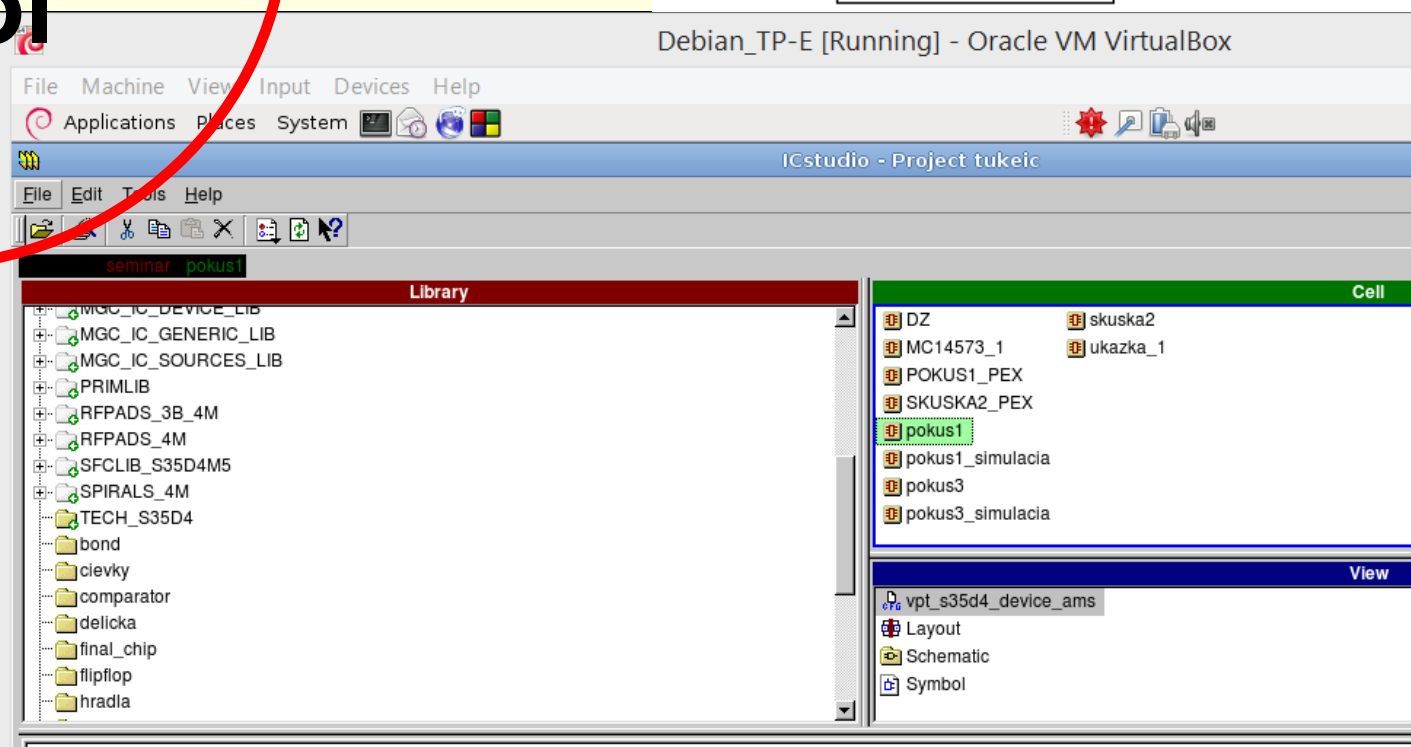 Debian_TP-E [Running] - Oracle VM VirtualBox
File Machine View Input Devices Help
Applications Places System
ICstudio - Project tukeic
File Edit Tools Help
seminar pokus1
Library
MGC_IC_DEVICE_LIB
MGC_IC_GENERIC_LIB
MGC_IC_SOURCES_LIB
PRIMLIB
RFPADS_3B_4M
RFPADS_4M
SFCLIB_S35D4M5
SPIRALS_4M
TECH_S35D4
bond
cievky
comparator
delicka
final_chip
flipflop
hradla
Cell
DZ
MC14573_1
POKUS1_PEX
SKUSKA2_PEX
pokus1
pokus1_simulacia
pokus3
pokus3_simulacia
skuska2
ukazka_1
View
vpt_s35d4_device_ams
CFG
Layout
Schematic
Symbol